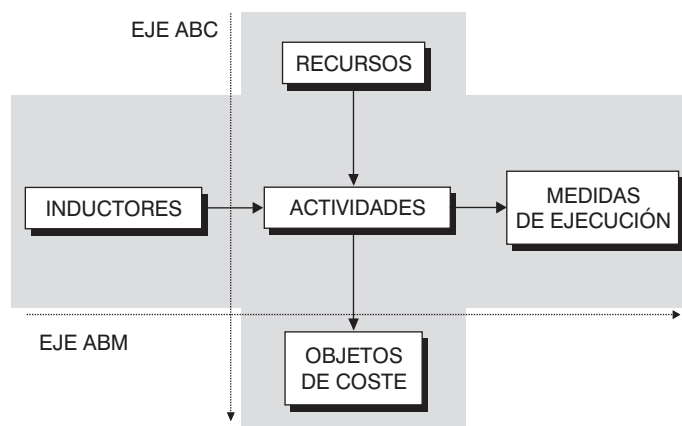 EJE ABC
RECURSOS
INDUCTORES
ACTIVIDADES
MEDIDAS
DE EJECUCIÓN
EJE ABM
OBJETOS
DE COSTE